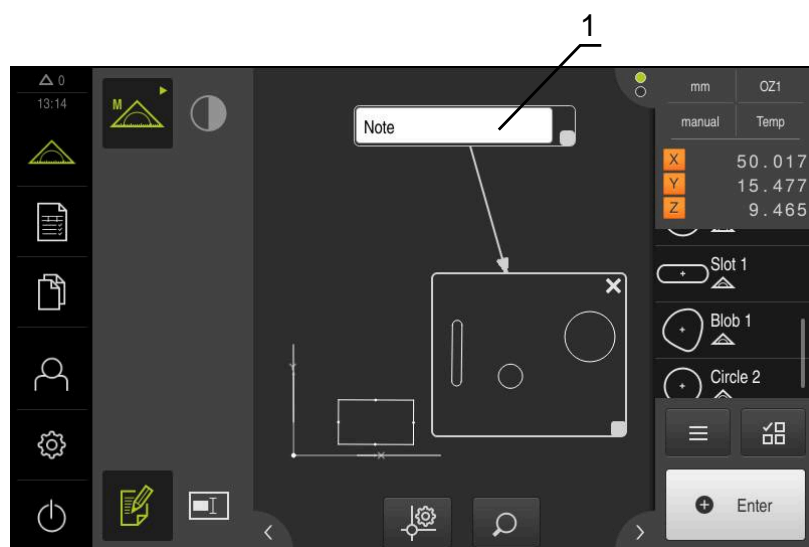 1
0
13:14
M
Note
mm
OZ1
manual
Temp
X 50.017
Y 15.477
Z 9.465
Slot 1
Blob 1
Circle 2
Y
X
Enter